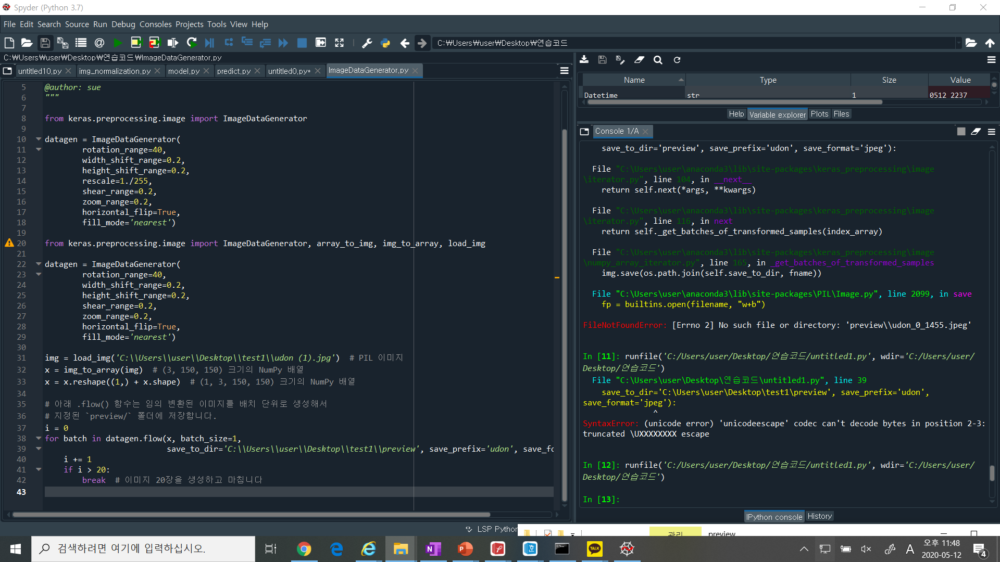 Spyder (Python 3.7)
File Edit Search Source Run Debug Consoles Projects Tools View Help
C:₩Users₩user₩Desktop₩연습코드
C:₩Users₩user₩Desktop₩연습코드₩ImageDataGenerator.py
untitled10.py
img_normalization.py
model.py
predict.py
untitled0.py*
ImageDataGenerator.py
5 @author: sue
6 """
7
8 from keras.preprocessing.image import ImageDataGenerator
9
10 datagen = ImageDataGenerator(
11 rotation_range=40,
12 width_shift_range=0.2,
13 height_shift_range=0.2,
14 rescale=1./255,
15 shear_range=0.2,
16 zoom_range=0.2,
17 horizontal_flip=True,
18 fill_mode='nearest')
19
20 from keras.preprocessing.image import ImageDataGenerator, array_to_img, img_to_array, load_img
21
22 datagen = ImageDataGenerator(
23 rotation_range=40,
24 width_shift_range=0.2,
25 height_shift_range=0.2,
26 shear_range=0.2,
27 zoom_range=0.2,
28 horizontal_flip=True,
29 fill_mode='nearest')
30
31 img = load_img('C:\\Users\\user\\Desktop\\test1\\udon (1).jpg')  # PIL 이미지
32 x = img_to_array(img)  # (3, 150, 150) 크기의 NumPy 배열
33 x = x.reshape((1,) + x.shape)  # (1, 3, 150, 150) 크기의 NumPy 배열
34
35 # 아래 .flow() 함수는 임의 변환된 이미지를 배치 단위로 생성해서
36 # 지정된 `preview/` 폴더에 저장합니다.
37 i = 0
38 for batch in datagen.flow(x, batch_size=1,
39 save_to_dir='C:\\Users\\user\\Desktop\\test1\\preview', save_prefix='udon', save_fo
40 i += 1
41 if i > 20:
42 break  # 이미지 20장을 생성하고 마칩니다
43
LSP Python
Name Type Size Value
Datetime str 1 0512_2237
Help Variable explorer Plots Files
Console 1/A
save_to_dir='preview', save_prefix='udon', save_format='jpeg'):
File "C:\Users\user\anaconda3\lib\site-packages\keras_preprocessing\image
\iterator.py", line 104, in __next__
return self.next(*args, **kwargs)
File "C:\Users\user\anaconda3\lib\site-packages\keras_preprocessing\image
\iterator.py", line 116, in next
return self._get_batches_of_transformed_samples(index_array)
File "C:\Users\user\anaconda3\lib\site-packages\keras_preprocessing\image
\numpy_array_iterator.py", line 165, in _get_batches_of_transformed_samples
img.save(os.path.join(self.save_to_dir, fname))
File "C:\Users\user\anaconda3\lib\site-packages\PIL\Image.py", line 2099, in save
fp = builtins.open(filename, "w+b")
FileNotFoundError: [Errno 2] No such file or directory: 'preview\\udon_0_1455.jpeg'
In [11]: runfile('C:/Users/user/Desktop/연습코드/untitled1.py', wdir='C:/Users/user/
Desktop/연습코드')
File "C:\Users\user\Desktop\연습코드\untitled1.py", line 39
save_to_dir='C:\Users\user\Desktop\test1\preview', save_prefix='udon',
save_format='jpeg'):
^
SyntaxError: (unicode error) 'unicodeescape' codec can't decode bytes in position 2-3:
truncated \UXXXXXXXX escape
In [12]: runfile('C:/Users/user/Desktop/연습코드/untitled1.py', wdir='C:/Users/user/
Desktop/연습코드')
In [13]:
IPython console History
관리 preview
검색하려면 여기에 입력하십시오.
TALK
A
오후 11:48
2020-05-12
4